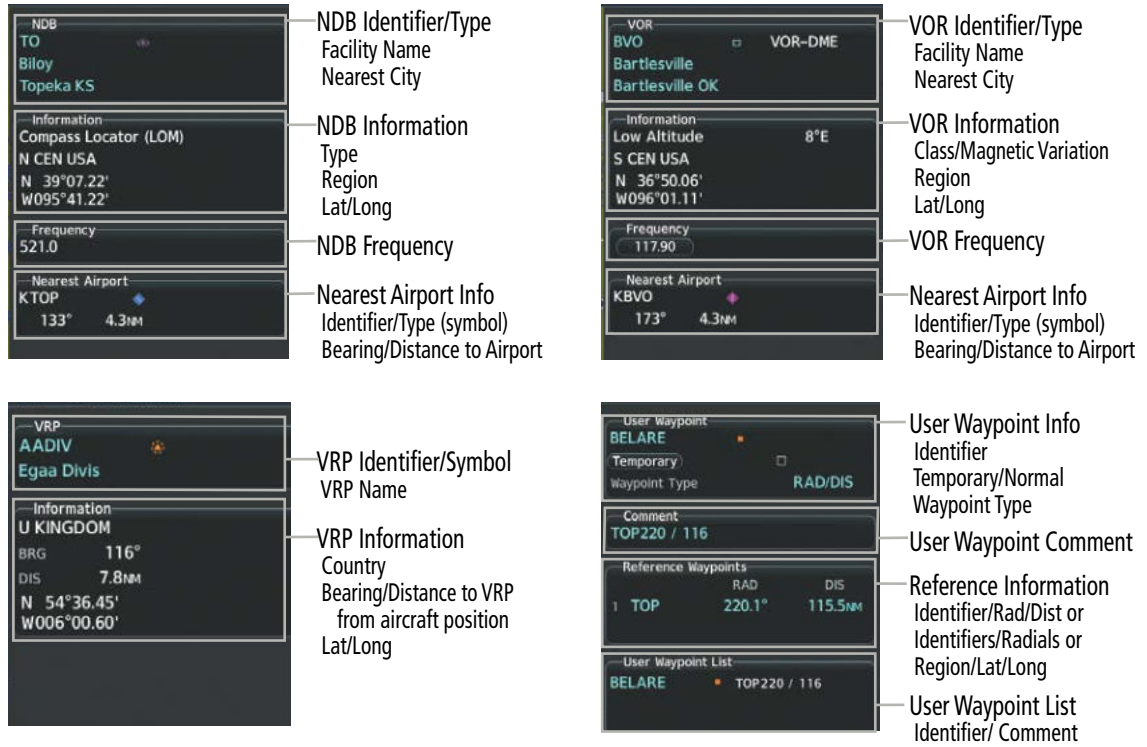 NDB
TO
Biloy
Topeka KS
Information
Compass Locator (LOM)
N CEN USA
N 39°07.22'
W095°41.22'
Frequency
521.0
Nearest Airport
KTOP
133° 4.3NM
NDB Identifier/Type
Facility Name
Nearest City
NDB Information
Type
Region
Lat/Long
NDB Frequency
Nearest Airport Info
Identifier/Type (symbol)
Bearing/Distance to Airport
VOR
BVO VOR-DME
Bartlesville
Bartlesville OK
Information
Low Altitude 8°E
S CEN USA
N 36°50.06'
W096°01.11'
Frequency
117.90
Nearest Airport
KBVO
173° 4.3NM
VOR Identifier/Type
Facility Name
Nearest City
VOR Information
Class/Magnetic Variation
Region
Lat/Long
VOR Frequency
Nearest Airport Info
Identifier/Type (symbol)
Bearing/Distance to Airport
VRP
AADIV
Egaa Divis
Information
U KINGDOM
BRG 116°
DIS 7.8NM
N 54°36.45'
W006°00.60'
VRP Identifier/Symbol
VRP Name
VRP Information
Country
Bearing/Distance to VRP
from aircraft position
Lat/Long
User Waypoint
BELARE
Temporary
Waypoint Type RAD/DIS
Comment
TOP220 / 116
Reference Waypoints
RAD DIS
1 TOP 220.1° 115.5NM
User Waypoint List
BELARE TOP220 / 116
User Waypoint Info
Identifier
Temporary/Normal
Waypoint Type
User Waypoint Comment
Reference Information
Identifier/Rad/Dist or
Identifiers/Radials or
Region/Lat/Long
User Waypoint List
Identifier/ Comment